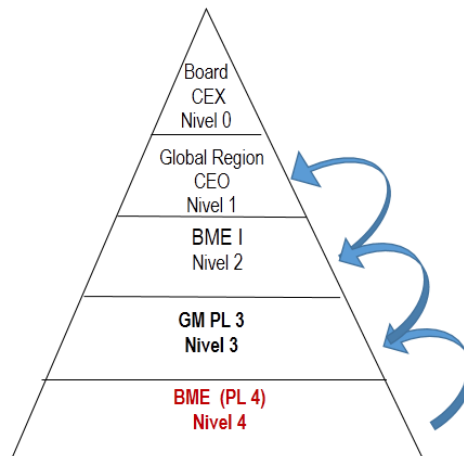 Board
CEX
Nivel 0
Global Region
CEO
Nivel 1
BME I
Nivel 2
GM PL 3
Nivel 3
BME (PL 4)
Nivel 4